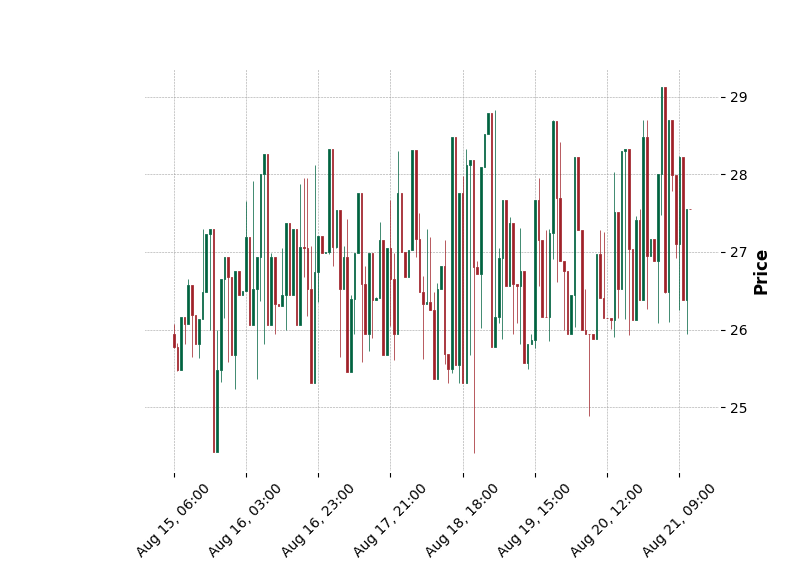 29
28
27
26
25
Price
Aug 15, 06:00
Aug 16, 03:00
Aug 16, 23:00
Aug 17, 21:00
Aug 18, 18:00
Aug 19, 15:00
Aug 20, 12:00
Aug 21, 09:00